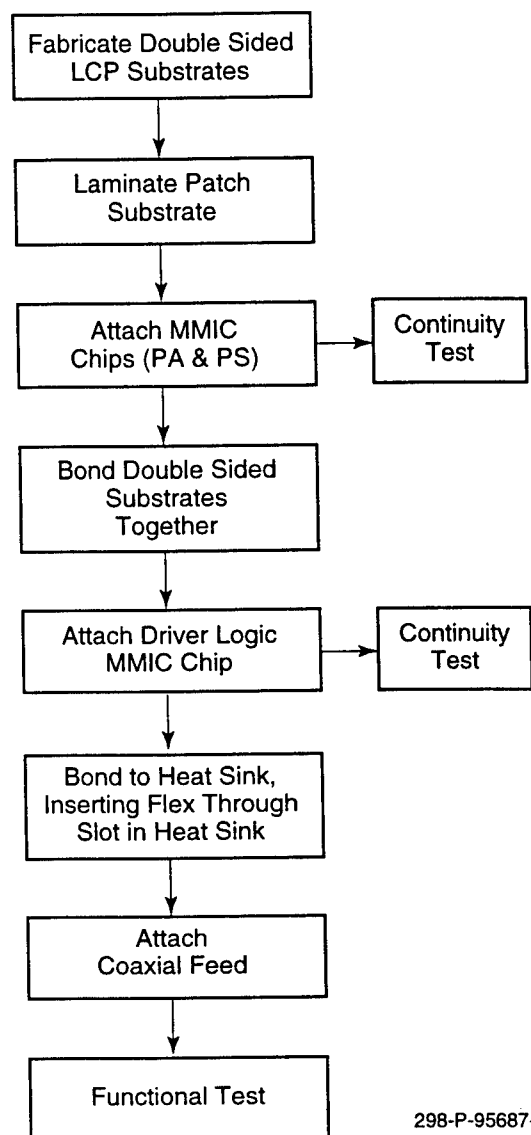 Fabricate Double Sided
LCP Substrates
Laminate Patch
Substrate
Attach MMIC
Chips (PA & PS)
Continuity
Test
Bond Double Sided
Substrates
Together
Attach Driver Logic
MMIC Chip
Continuity
Test
Bond to Heat Sink,
Inserting Flex Through
Slot in Heat Sink
Attach
Coaxial Feed
Functional Test
298-P-95687-